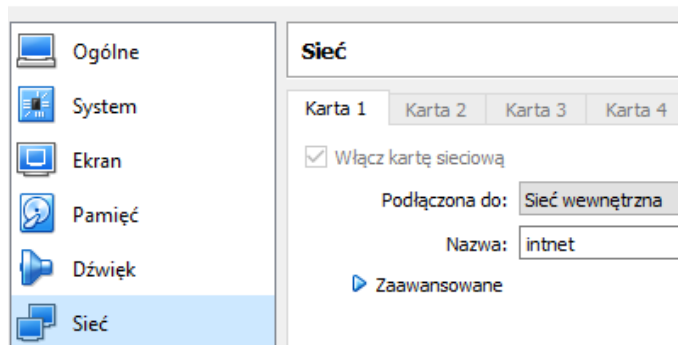 Ogólne
System
Ekran
Pamięć
Dźwięk
Sieć
Sieć
Karta 1 Karta 2 Karta 3 Karta 4
Włącz kartę sieciową
Podłączona do: Sieć wewnętrzna
Nazwa: intnet
Zaawansowane